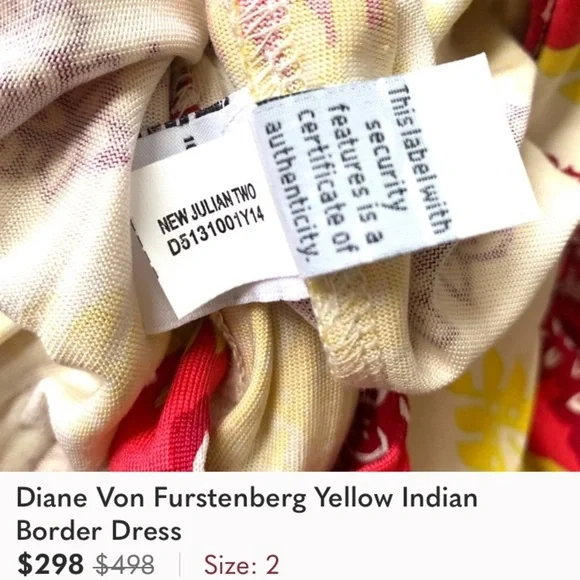 NEW JULIAN TWO
D5131001Y14
This label with
security
features is a
certificate of
authenticity.
Diane Von Furstenberg Yellow Indian
Border Dress
$298 $498 Size: 2